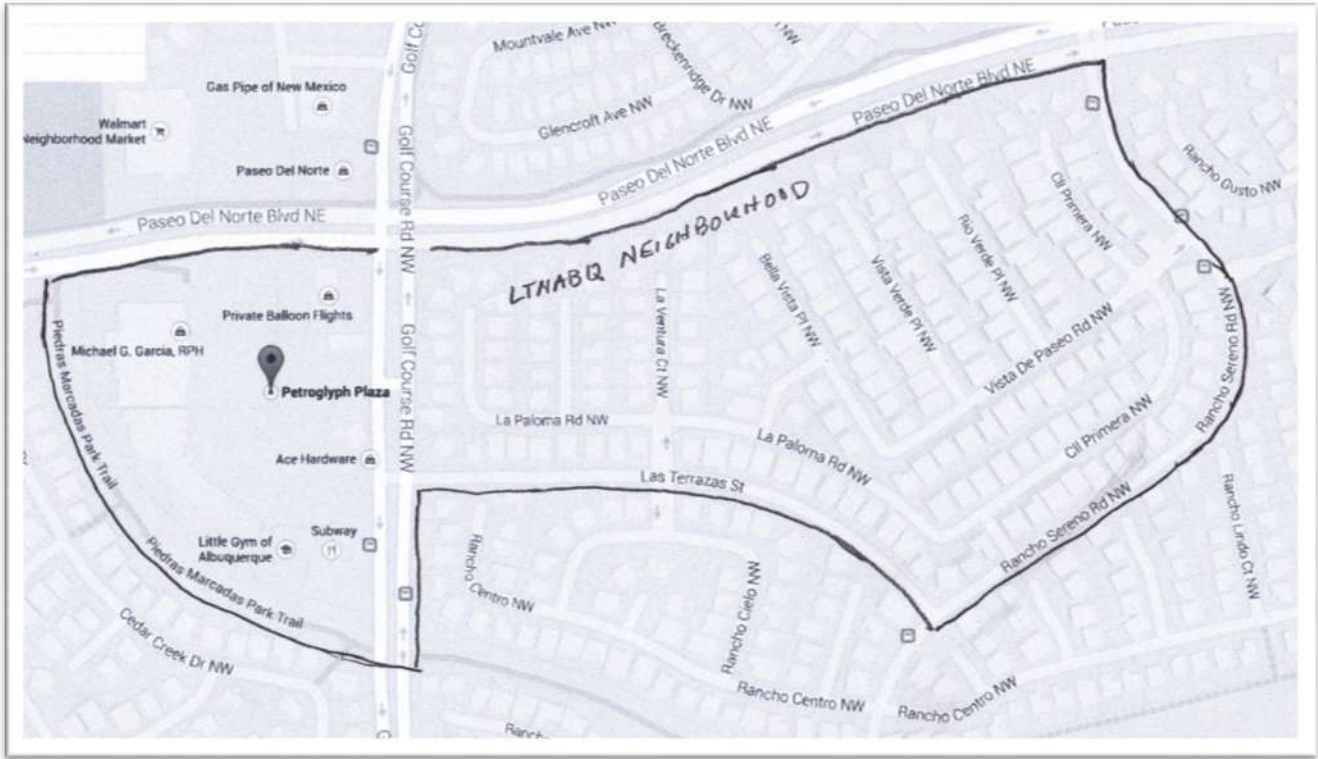 Mountvale Ave NW
Golf Co
Paseo Del Norte Blvd NE
Gas Pipe of New Mexico
Walmart
Neighborhood Market
Golf Course Rd NW
Glencroft Ave NW
Paseo Del Norte Blvd NE
Rancho Gusto NW
Paseo Del Norte
Cll Primera NW
Paseo Del Norte Blvd NE
LTHABQ NEIGHBOURHOOD
Rio Verde Pl NW
Bella Vista Pl NW
Vista Verde Pl NW
Private Balloon Flights
La Ventura Ct NW
Michael G. Garcia, RPH
Golf Course Rd NW
Vista De Paseo Rd NW
Rancho Sereno Rd NW
Piedras Marcadas Park Trail
Petroglyph Plaza
La Paloma Rd NW
Cll Primera NW
La Paloma Rd NW
Ace Hardware
Las Terrazas St
Rancho Sereno Rd NW
Rancho Lindo Ct NW
Subway
Little Gym of
Albuquerque
Piedras Marcadas Park Trail
Rancho
Centro NW
Rancho Cielo NW
Cedar Creek Dr NW
Rancho Centro NW
Rancho Centro NW